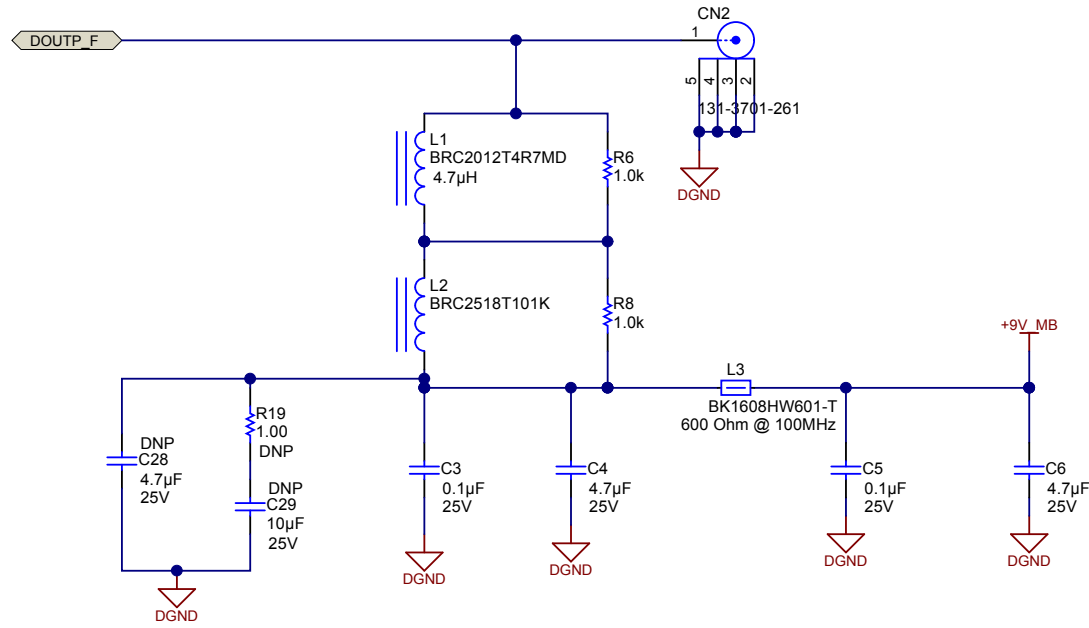 CN2
DOUTP_F
1
5
4
3
2
131-3701-261
DGND
L1
BRC2012T4R7MD
4.7µH
R6
1.0k
L2
BRC2518T101K
R8
1.0k
+9V_MB
L3
BK1608HW601-T
600 Ohm @ 100MHz
R19
1.00
DNP
DNP
C28
4.7µF
25V
DNP
C29
10µF
25V
C3
0.1µF
25V
C4
4.7µF
25V
C5
0.1µF
25V
C6
4.7µF
25V
DGND
DGND
DGND
DGND
DGND